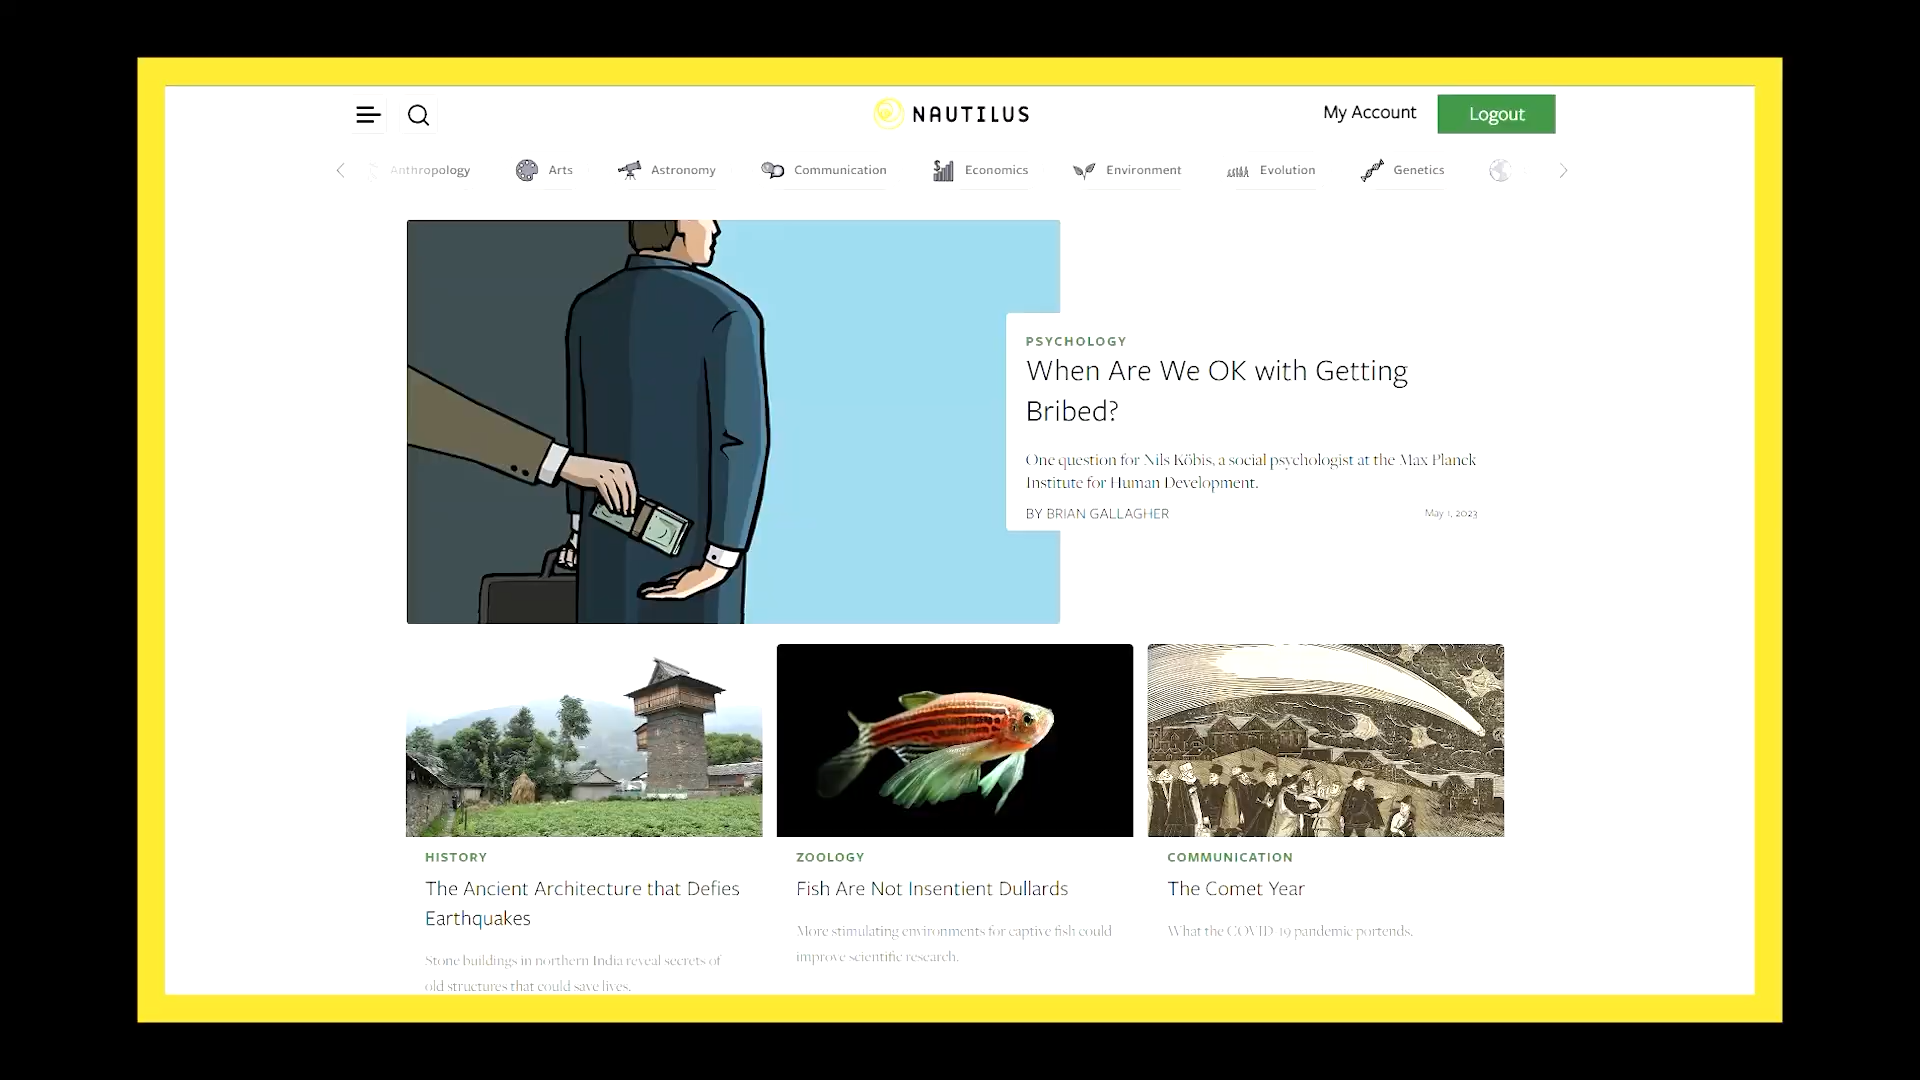 NAUTILUS
My Account
Logout
Anthropology
Arts
Astronomy
Communication
Economics
Environment
Evolution
Genetics
PSYCHOLOGY
When Are We OK with Getting
Bribed?
One question for Nils Köbis, a social psychologist at the Max Planck
Institute for Human Development.
BY BRIAN GALLAGHER
May 1, 2023
HISTORY
The Ancient Architecture that Defies
Earthquakes
Stone buildings in northern India reveal secrets of
old structures that could save lives.
ZOOLOGY
Fish Are Not Insentient Dullards
More stimulating environments for captive fish could
improve scientific research.
COMMUNICATION
The Comet Year
What the COVID-19 pandemic portends.